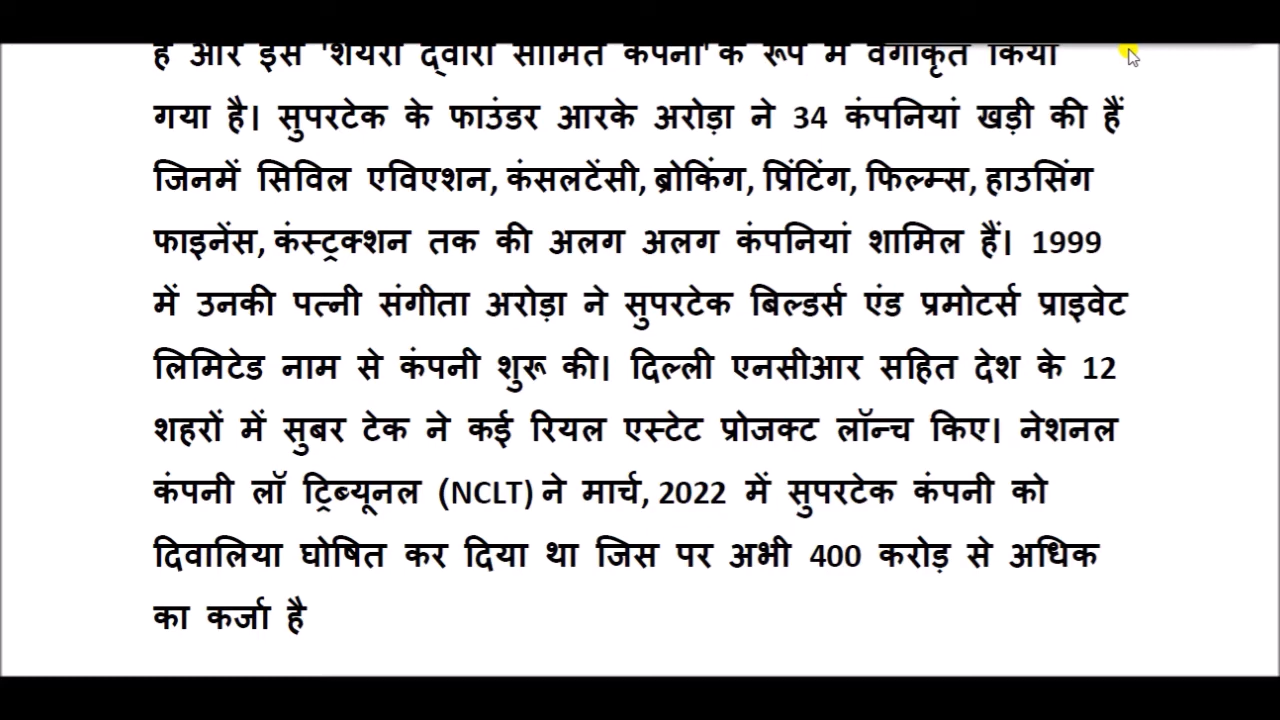 है और इसे 'शेयरों द्वारा सीमित कंपनी' के रूप में वर्गीकृत किया
गया है। सुपरटेक के फाउंडर आरके अरोड़ा ने 34 कंपनियां खड़ी की हैं
जिनमें सिविल एविएशन, कंसलटेंसी, ब्रोकिंग, प्रिंटिंग, फिल्म्स, हाउसिंग
फाइनेंस, कंस्ट्रक्शन तक की अलग अलग कंपनियां शामिल हैं। 1999
में उनकी पत्नी संगीता अरोड़ा ने सुपरटेक बिल्डर्स एंड प्रमोटर्स प्राइवेट
लिमिटेड नाम से कंपनी शुरू की। दिल्ली एनसीआर सहित देश के 12
शहरों में सुबर टेक ने कई रियल एस्टेट प्रोजक्ट लॉन्च किए। नेशनल
कंपनी लॉ ट्रिब्यूनल (NCLT) ने मार्च, 2022 में सुपरटेक कंपनी को
दिवालिया घोषित कर दिया था जिस पर अभी 400 करोड़ से अधिक
का कर्जा है